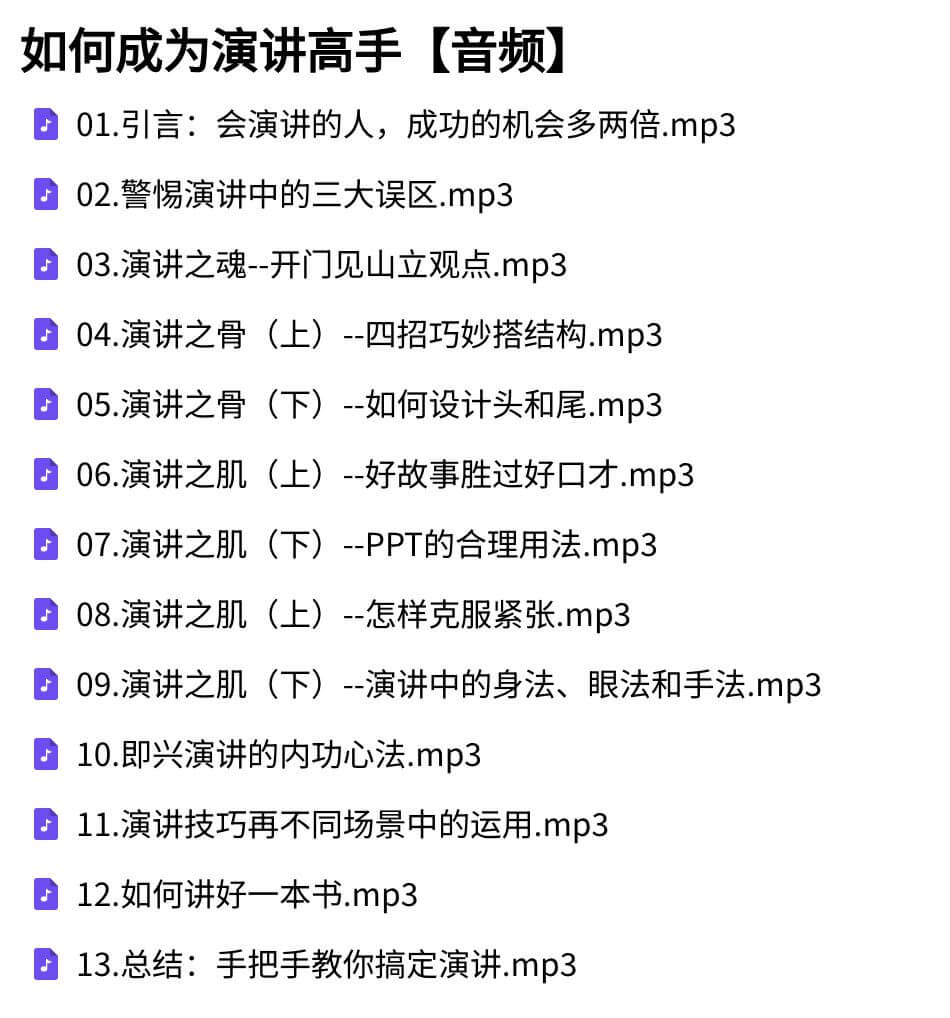 如何成为演讲高手【音频】
01.引言：会演讲的人，成功的机会多两倍.mp3
02.警惕演讲中的三大误区.mp3
03.演讲之魂--开门见山立观点.mp3
04.演讲之骨（上）--四招巧妙搭结构.mp3
05.演讲之骨（下）--如何设计头和尾.mp3
06.演讲之肌（上）--好故事胜过好口才.mp3
07.演讲之肌（下）--PPT的合理用法.mp3
08.演讲之肌（上）--怎样克服紧张.mp3
09.演讲之肌（下）--演讲中的身法、眼法和手法.mp3
10.即兴演讲的内功心法.mp3
11.演讲技巧再不同场景中的运用.mp3
12.如何讲好一本书.mp3
13.总结：手把手教你搞定演讲.mp3